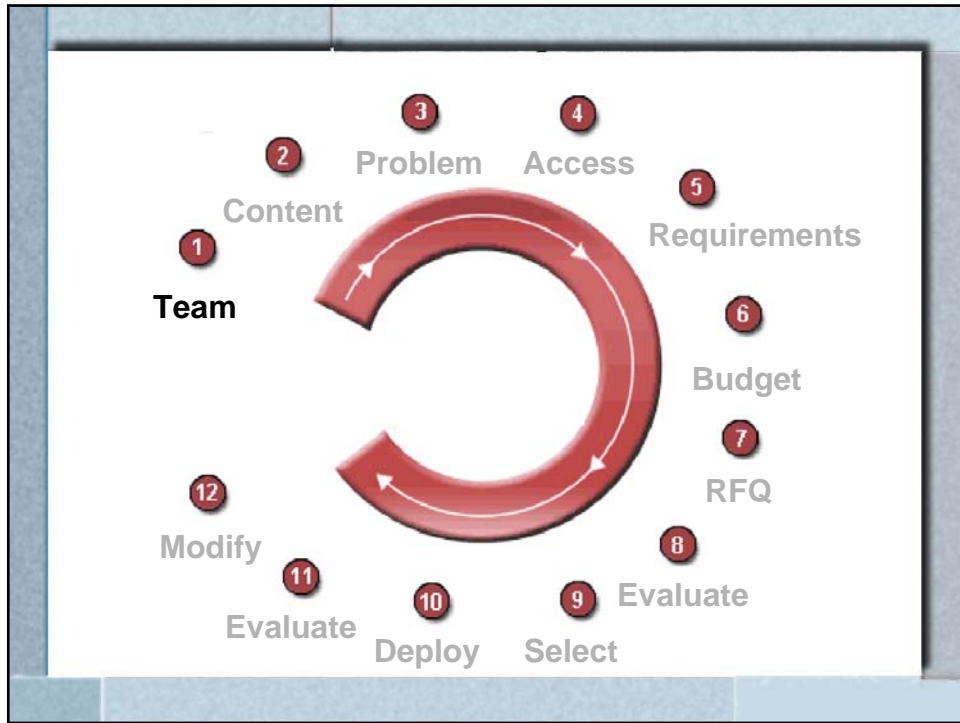 1
Team
2
Content
3
Problem
4
Access
5
Requirements
6
Budget
7
RFQ
8
Evaluate
9
Select
10
Deploy
11
Evaluate
12
Modify